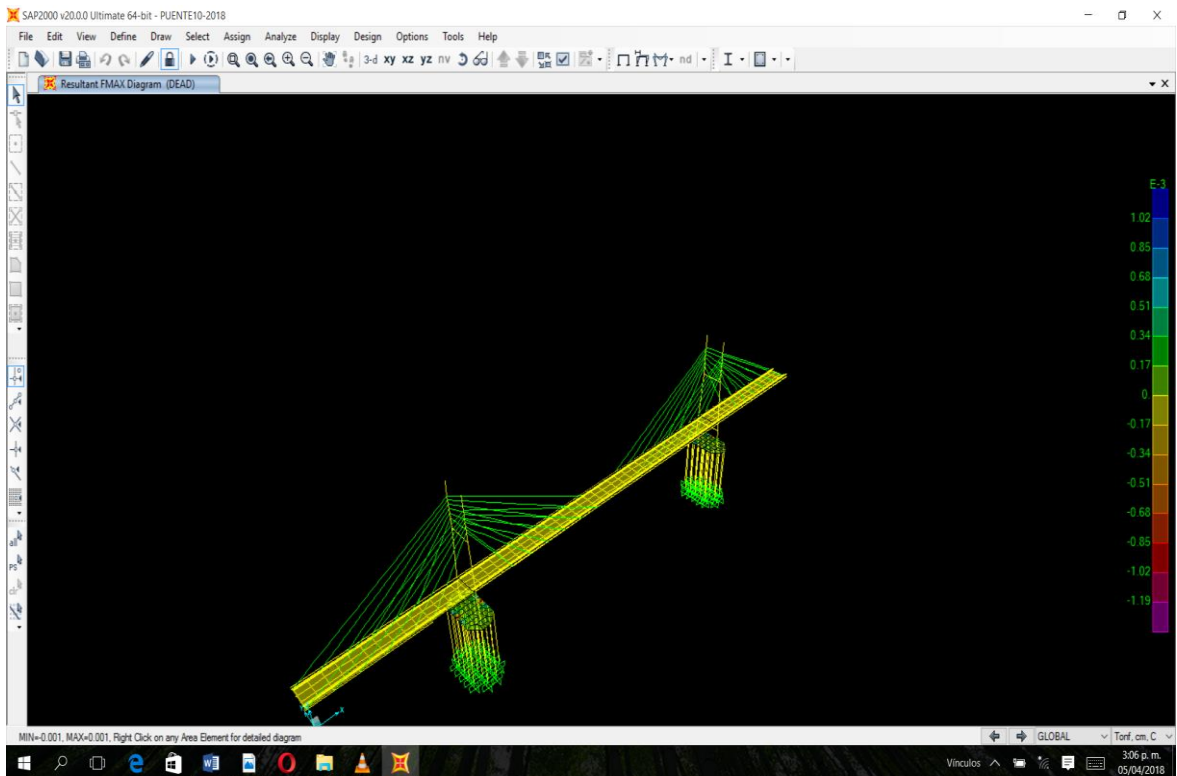 SAP2000 v20.0.0 Ultimate 64-bit - PUENTE10-2018
File Edit View Define Draw Select Assign Analyze Display Design Options Tools Help
3-d xy xz yz nv nd
Resultant FMAX Diagram (DEAD)
E-3
1.02
0.85
0.68
0.51
0.34
0.17
0.
-0.17
-0.34
-0.51
-0.68
-0.85
-1.02
-1.19
all
PS
clr
X
MIN=-0.001, MAX=0.001, Right Click on any Area Element for detailed diagram
GLOBAL
Tonf, cm, C
Vínculos
3:06 p. m.
05/04/2018